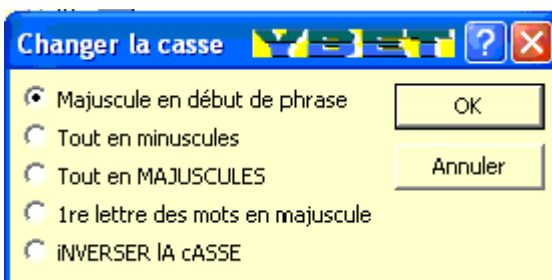 Changer la casse YBET
Majuscule en début de phrase
OK
Tout en minuscules
Tout en MAJUSCULES
Annuler
1re lettre des mots en majuscule
iNVERSER lA cASSE